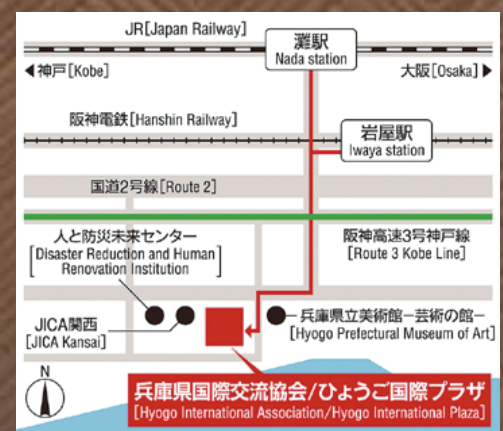 JR[Japan Railway]
灘駅
Nada station
◀神戸[Kobe]
大阪[Osaka]▶
阪神電鉄[Hanshin Railway]
岩屋駅
Iwaya station
国道2号線[Route 2]
人と防災未来センター
[Disaster Reduction and Human
Renovation Institution]
阪神高速3号神戸線
[Route 3 Kobe Line]
JICA関西
[JICA Kansai]
兵庫県立美術館ー芸術の館ー
[Hyogo Prefectural Museum of Art]
N
兵庫県国際交流協会/ひょうご国際プラザ
[Hyogo International Association/Hyogo International Plaza]